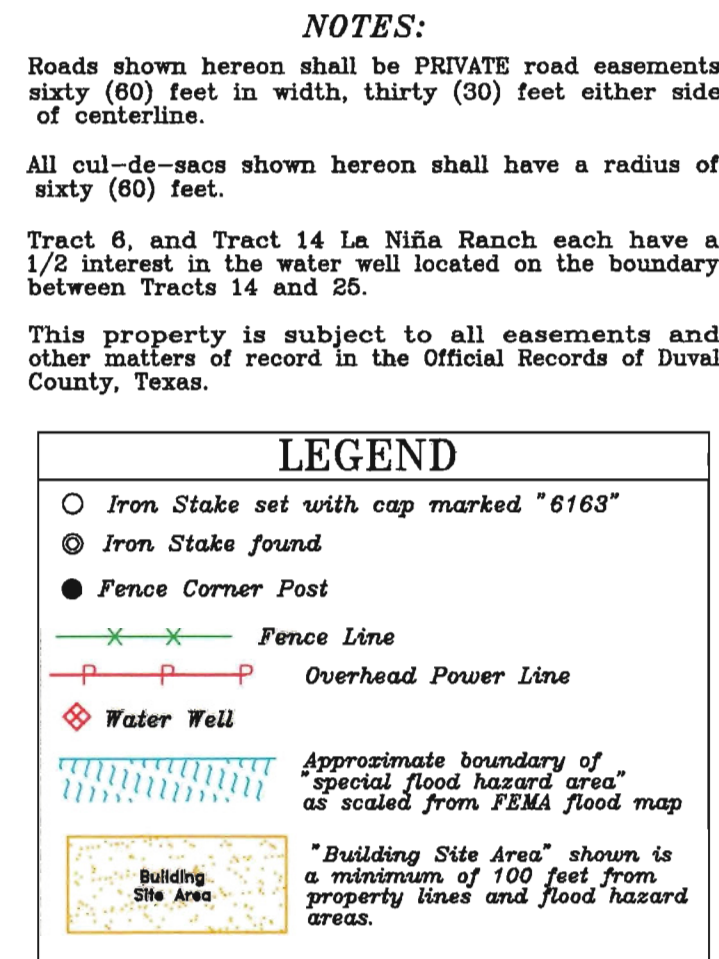 NOTES:
Roads shown hereon shall be PRIVATE road easements
sixty (60) feet in width, thirty (30) feet either side
of centerline.
All cul-de-sacs shown hereon shall have a radius of
sixty (60) feet.
Tract 6, and Tract 14 La Niña Ranch each have a
1/2 interest in the water well located on the boundary
between Tracts 14 and 25.
This property is subject to all easements and
other matters of record in the Official Records of Duval
County, Texas.
LEGEND
Iron Stake set with cap marked "6163"
Iron Stake found
Fence Corner Post
Fence Line
P P P
Overhead Power Line
Water Well
Approximate boundary of
"special flood hazard area"
as scaled from FEMA flood map
Building
Site Area
"Building Site Area" shown is
a minimum of 100 feet from
property lines and flood hazard
areas.